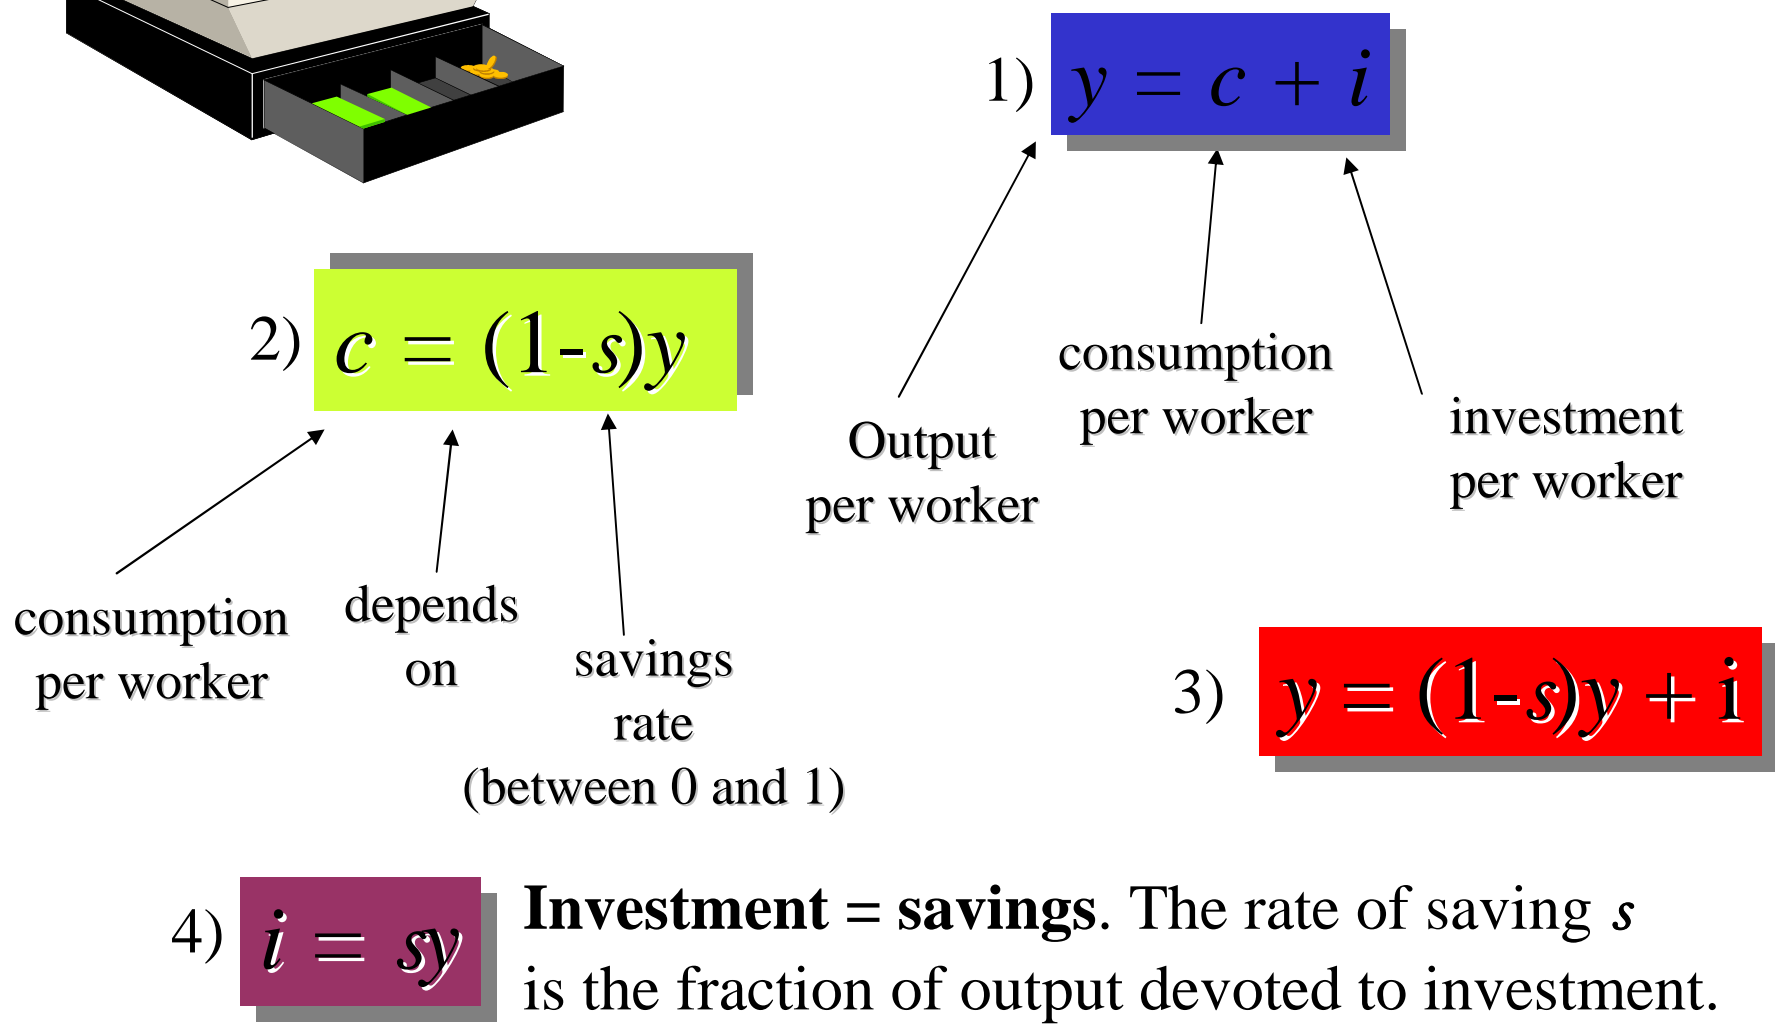 1) y = c + i
Output
per worker
consumption
per worker
investment
per worker
2) c = (1-s)y
consumption
per worker
depends
on
savings
rate
(between 0 and 1)
3) y = (1-s)y + i
4) i = sy
Investment = savings. The rate of saving s
is the fraction of output devoted to investment.